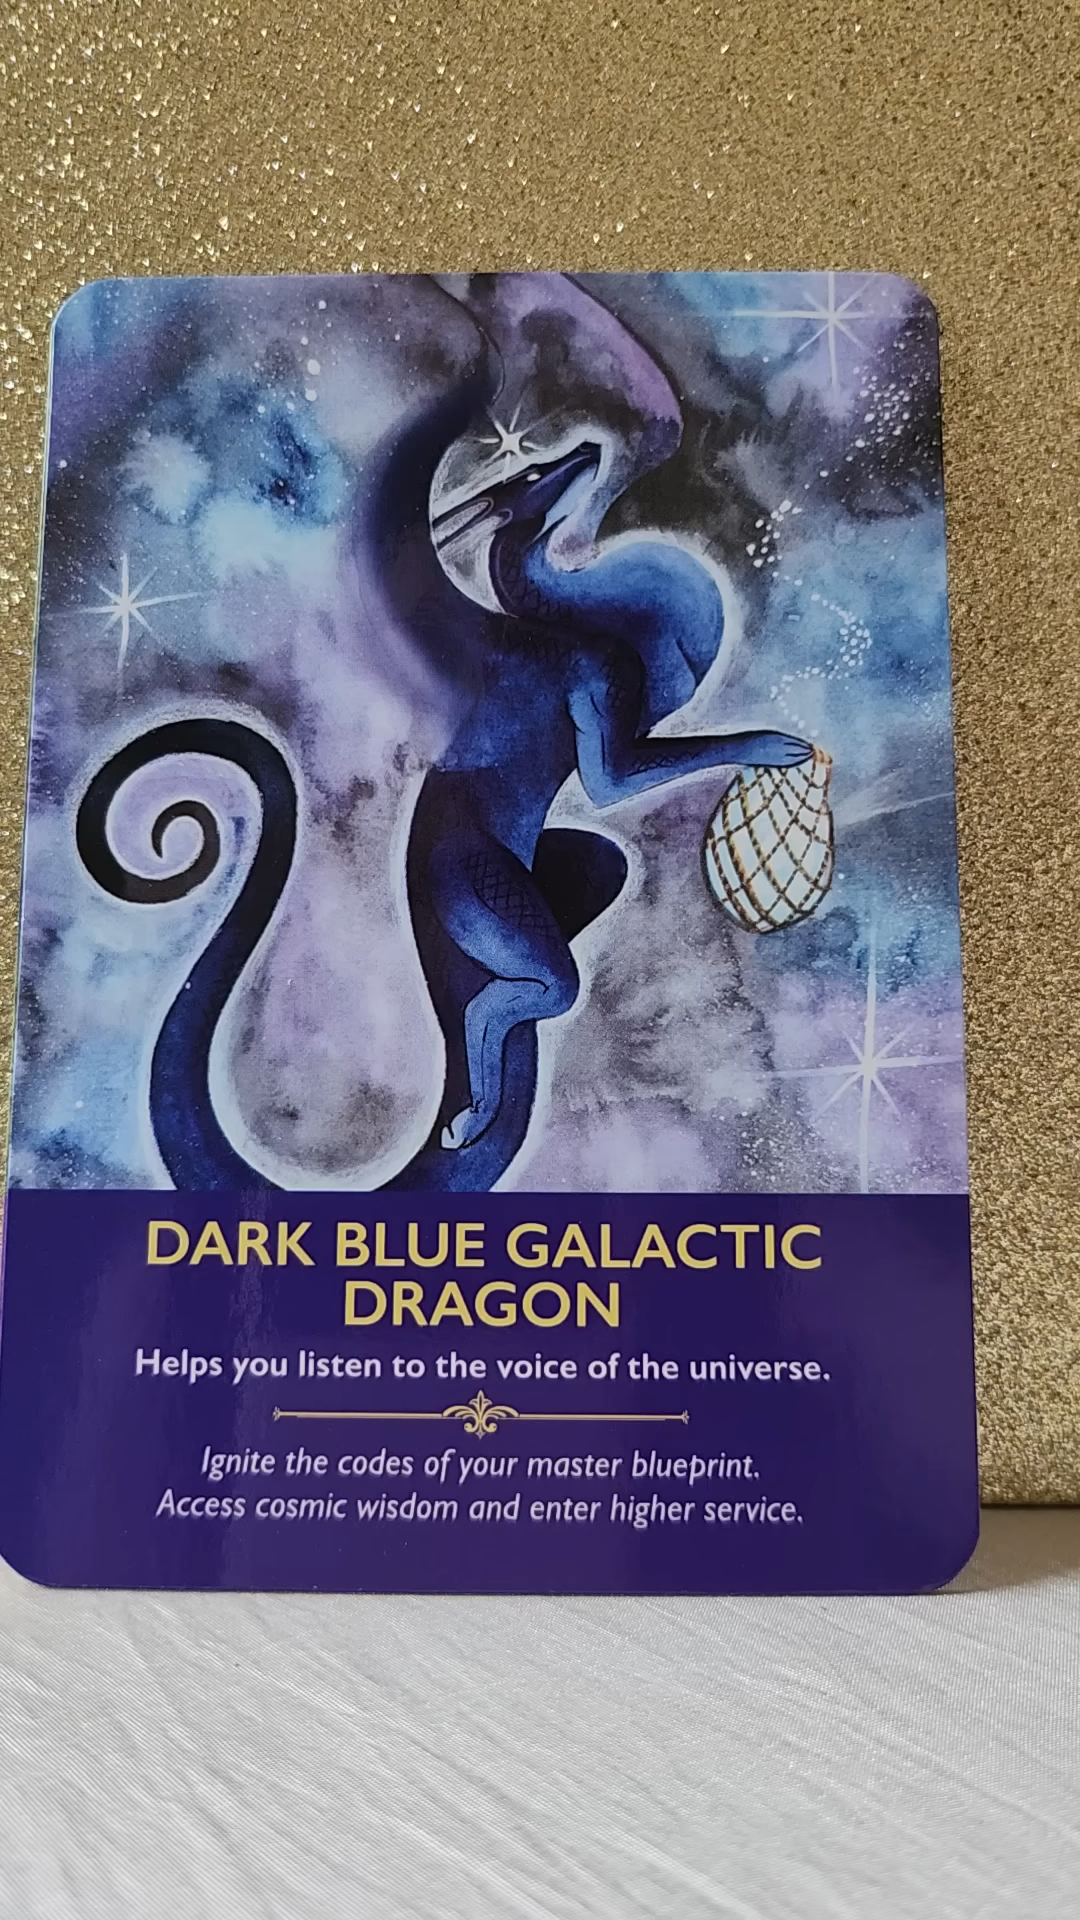 DARK BLUE GALACTIC
DRAGON
Helps you listen to the voice of the universe.
Ignite the codes of your master blueprint.
Access cosmic wisdom and enter higher service.